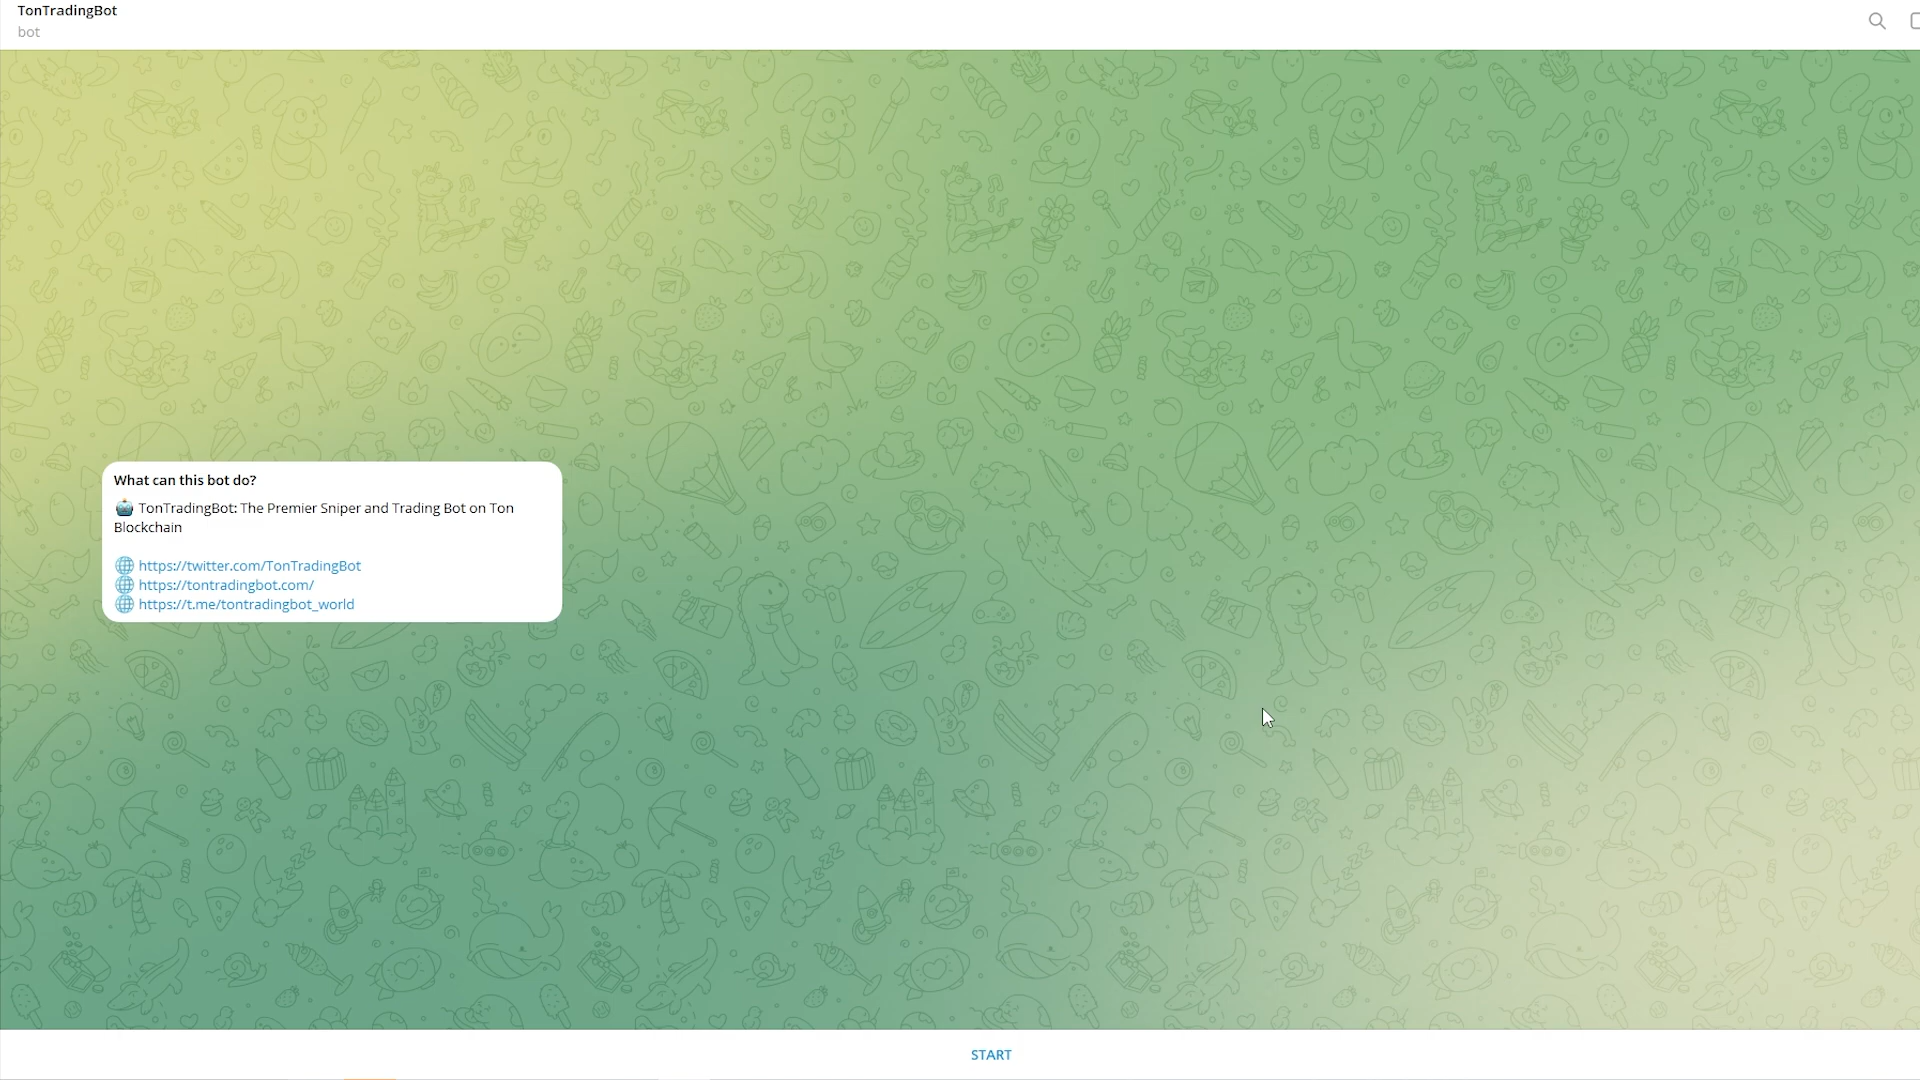 TonTradingBot
bot
What can this bot do?
TonTradingBot: The Premier Sniper and Trading Bot on Ton
Blockchain
https://twitter.com/TonTradingBot
https://tontradingbot.com/
https://t.me/tontradingbot_world
START